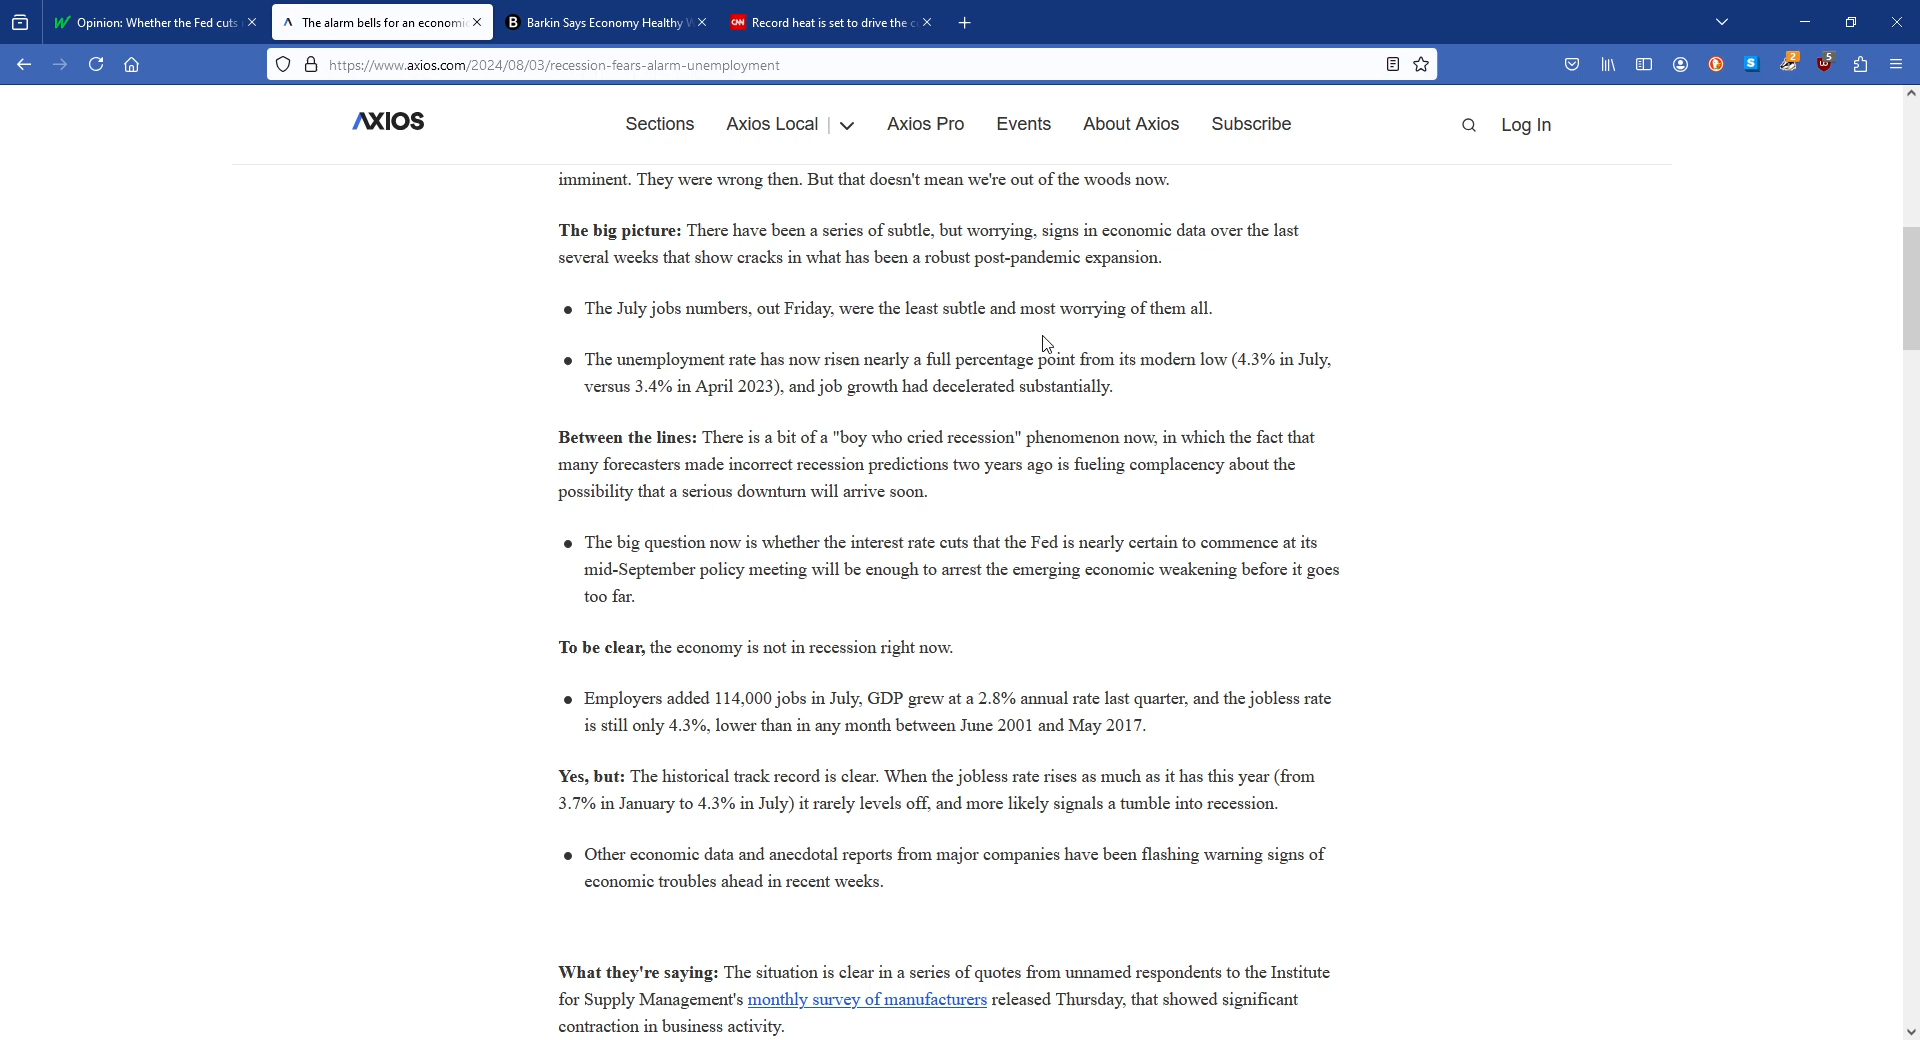 Opinion: Whether the Fed cuts
The alarm bells for an economi
Barkin Says Economy Healthy
Record heat is set to drive the
https://www.axios.com/2024/08/03/recession-fears-alarm-unemployment
2
5
AXIOS
Sections
Axios Local
Axios Pro
Events
About Axios
Subscribe
Log In
imminent. They were wrong then. But that doesn't mean we're out of the woods now.
The big picture: There have been a series of subtle, but worrying, signs in economic data over the last
several weeks that show cracks in what has been a robust post-pandemic expansion.
● The July jobs numbers, out Friday, were the least subtle and most worrying of them all.
● The unemployment rate has now risen nearly a full percentage point from its modern low (4.3% in July,
versus 3.4% in April 2023), and job growth had decelerated substantially.
Between the lines: There is a bit of a "boy who cried recession" phenomenon now, in which the fact that
many forecasters made incorrect recession predictions two years ago is fueling complacency about the
possibility that a serious downturn will arrive soon.
● The big question now is whether the interest rate cuts that the Fed is nearly certain to commence at its
mid-September policy meeting will be enough to arrest the emerging economic weakening before it goes
too far.
To be clear, the economy is not in recession right now.
● Employers added 114,000 jobs in July, GDP grew at a 2.8% annual rate last quarter, and the jobless rate
is still only 4.3%, lower than in any month between June 2001 and May 2017.
Yes, but: The historical track record is clear. When the jobless rate rises as much as it has this year (from
3.7% in January to 4.3% in July) it rarely levels off, and more likely signals a tumble into recession.
● Other economic data and anecdotal reports from major companies have been flashing warning signs of
economic troubles ahead in recent weeks.
What they're saying: The situation is clear in a series of quotes from unnamed respondents to the Institute
for Supply Management's monthly survey of manufacturers released Thursday, that showed significant
contraction in business activity.